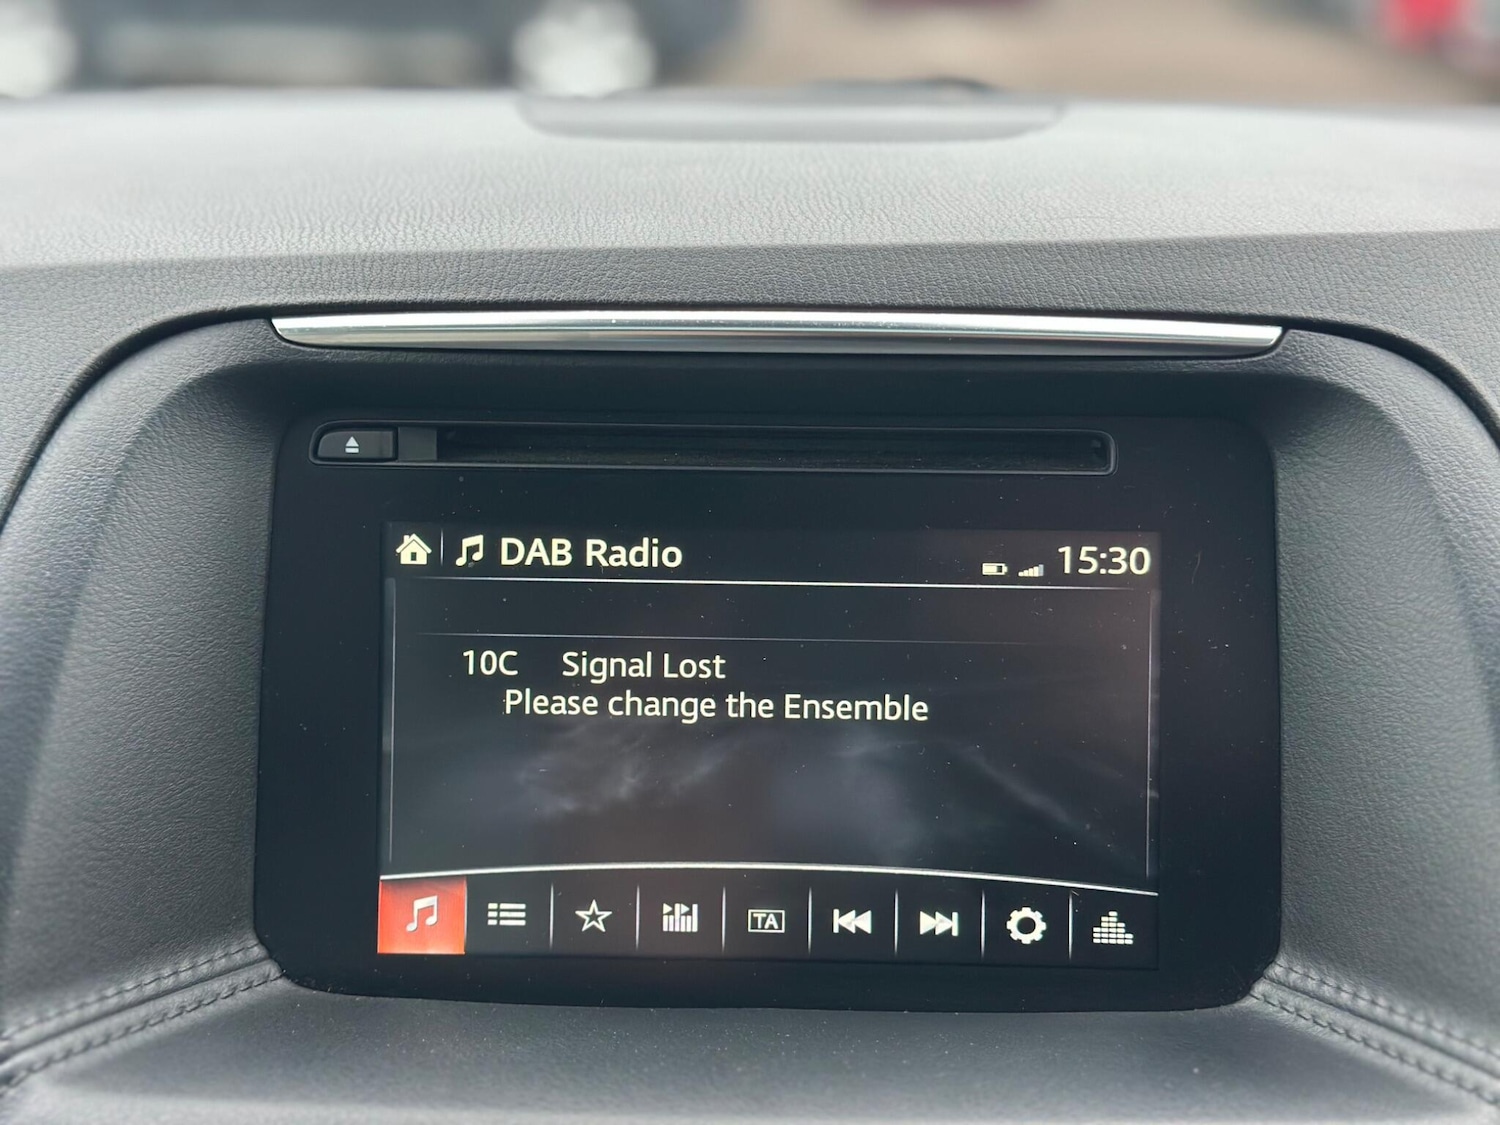 DAB Radio 15:30
10C Signal Lost
Please change the Ensemble
TA